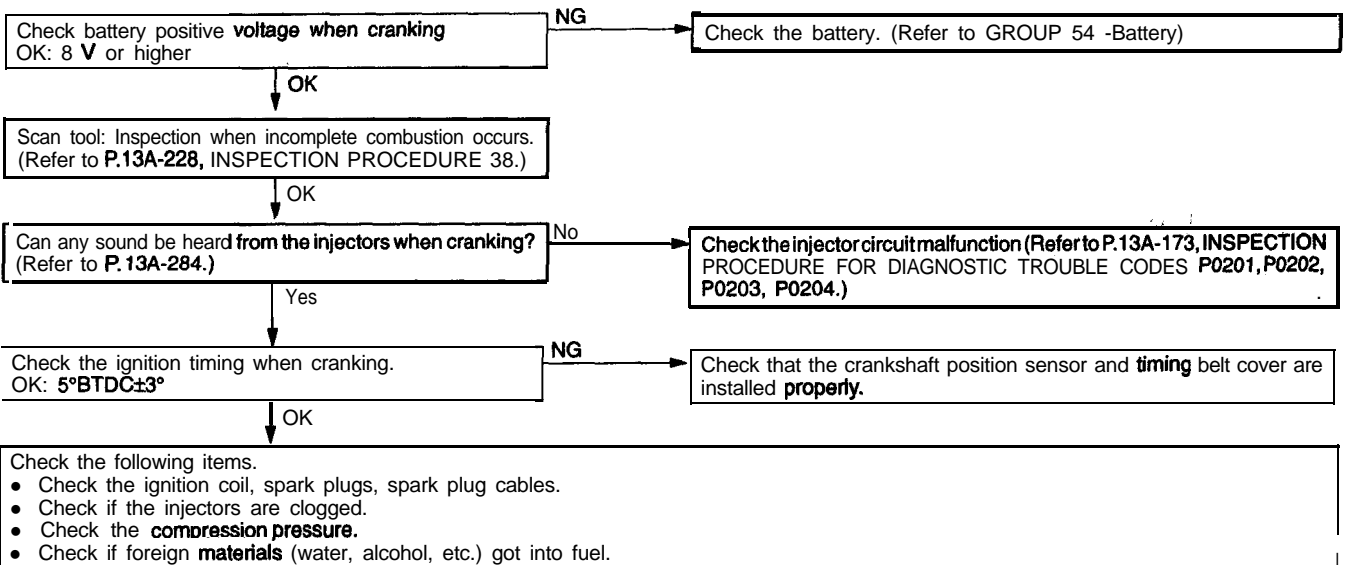 Check battery positive voltage when cranking
OK: 8 V or higher
NG
Check the battery. (Refer to GROUP 54 -Battery)
OK
Scan tool: Inspection when incomplete combustion occurs.
(Refer to P.13A-228, INSPECTION PROCEDURE 38.)
OK
Can any sound be heard from the injectors when cranking?
(Refer to P. 13A-284.)
No
Check the injector circuit malfunction (Refer to P.13A-173, INSPECTION
PROCEDURE FOR DIAGNOSTIC TROUBLE CODES P0201, P0202,
P0203, P0204.)
Yes
Check the ignition timing when cranking.
OK: 5°BTDC±3°
NG
Check that the crankshaft position sensor and timing belt cover are
installed properly.
OK
Check the following items.
● Check the ignition coil, spark plugs, spark plug cables.
● Check if the injectors are clogged.
● Check the compression pressure.
● Check if foreign materials (water, alcohol, etc.) got into fuel.